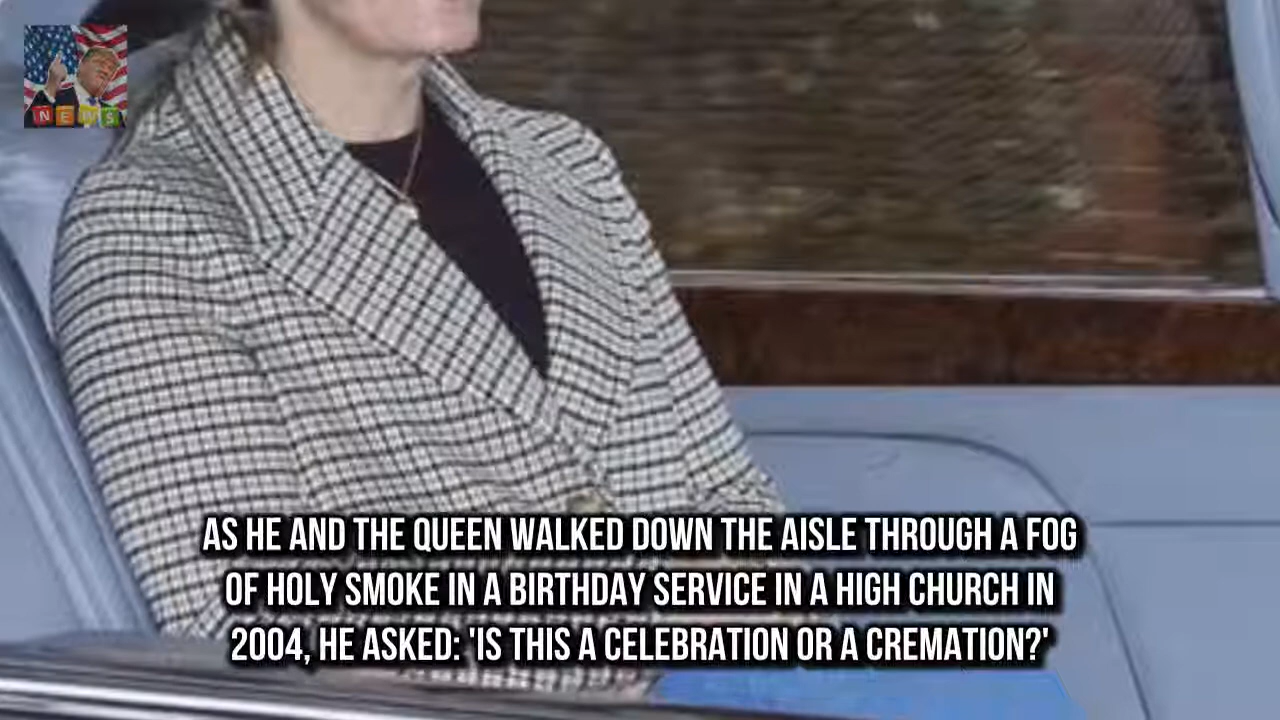 NEWS
AS HE AND THE QUEEN WALKED DOWN THE AISLE THROUGH A FOG
OF HOLY SMOKE IN A BIRTHDAY SERVICE IN A HIGH CHURCH IN
2004, HE ASKED: 'IS THIS A CELEBRATION OR A CREMATION?'